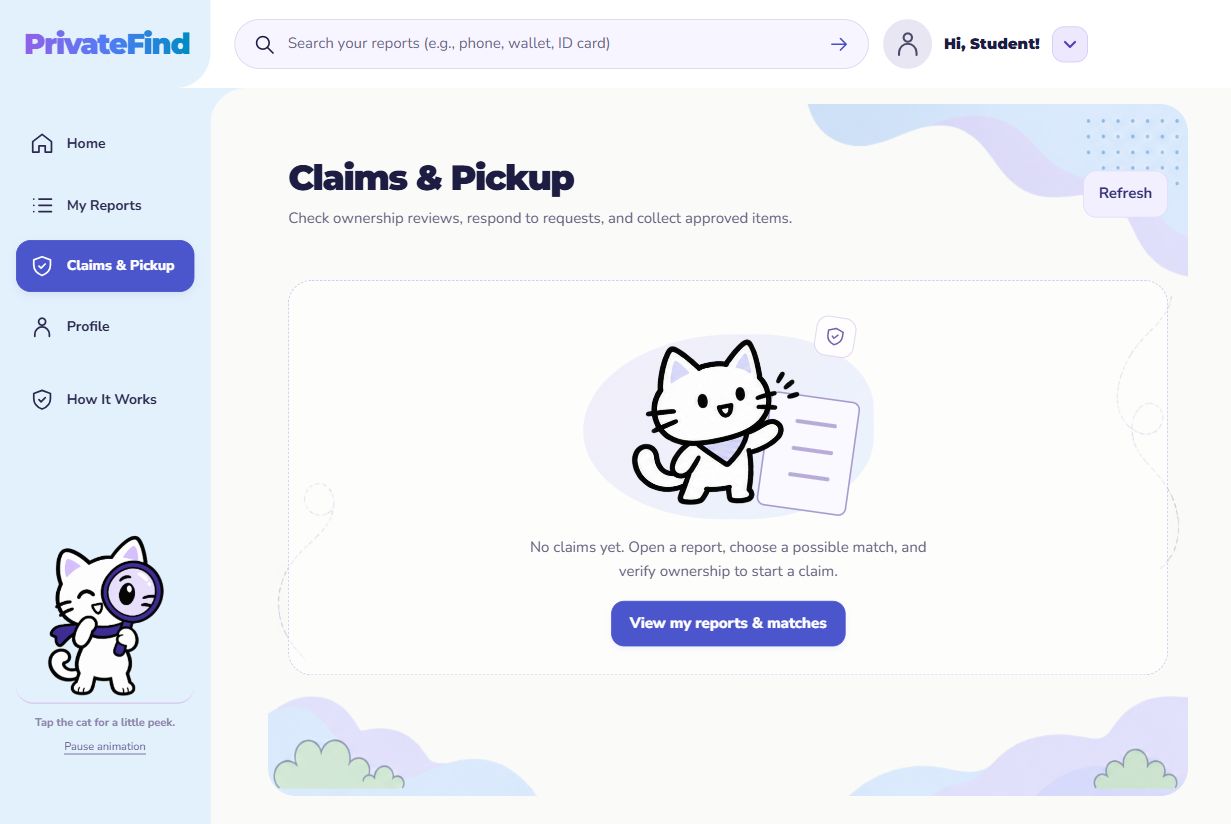 PrivateFind
Search your reports (e.g., phone, wallet, ID card)
Hi, Student!
Home
My Reports
Claims & Pickup
Profile
How It Works
Tap the cat for a little peek.
Pause animation
Claims & Pickup
Check ownership reviews, respond to requests, and collect approved items.
Refresh
No claims yet. Open a report, choose a possible match, and
verify ownership to start a claim.
View my reports & matches